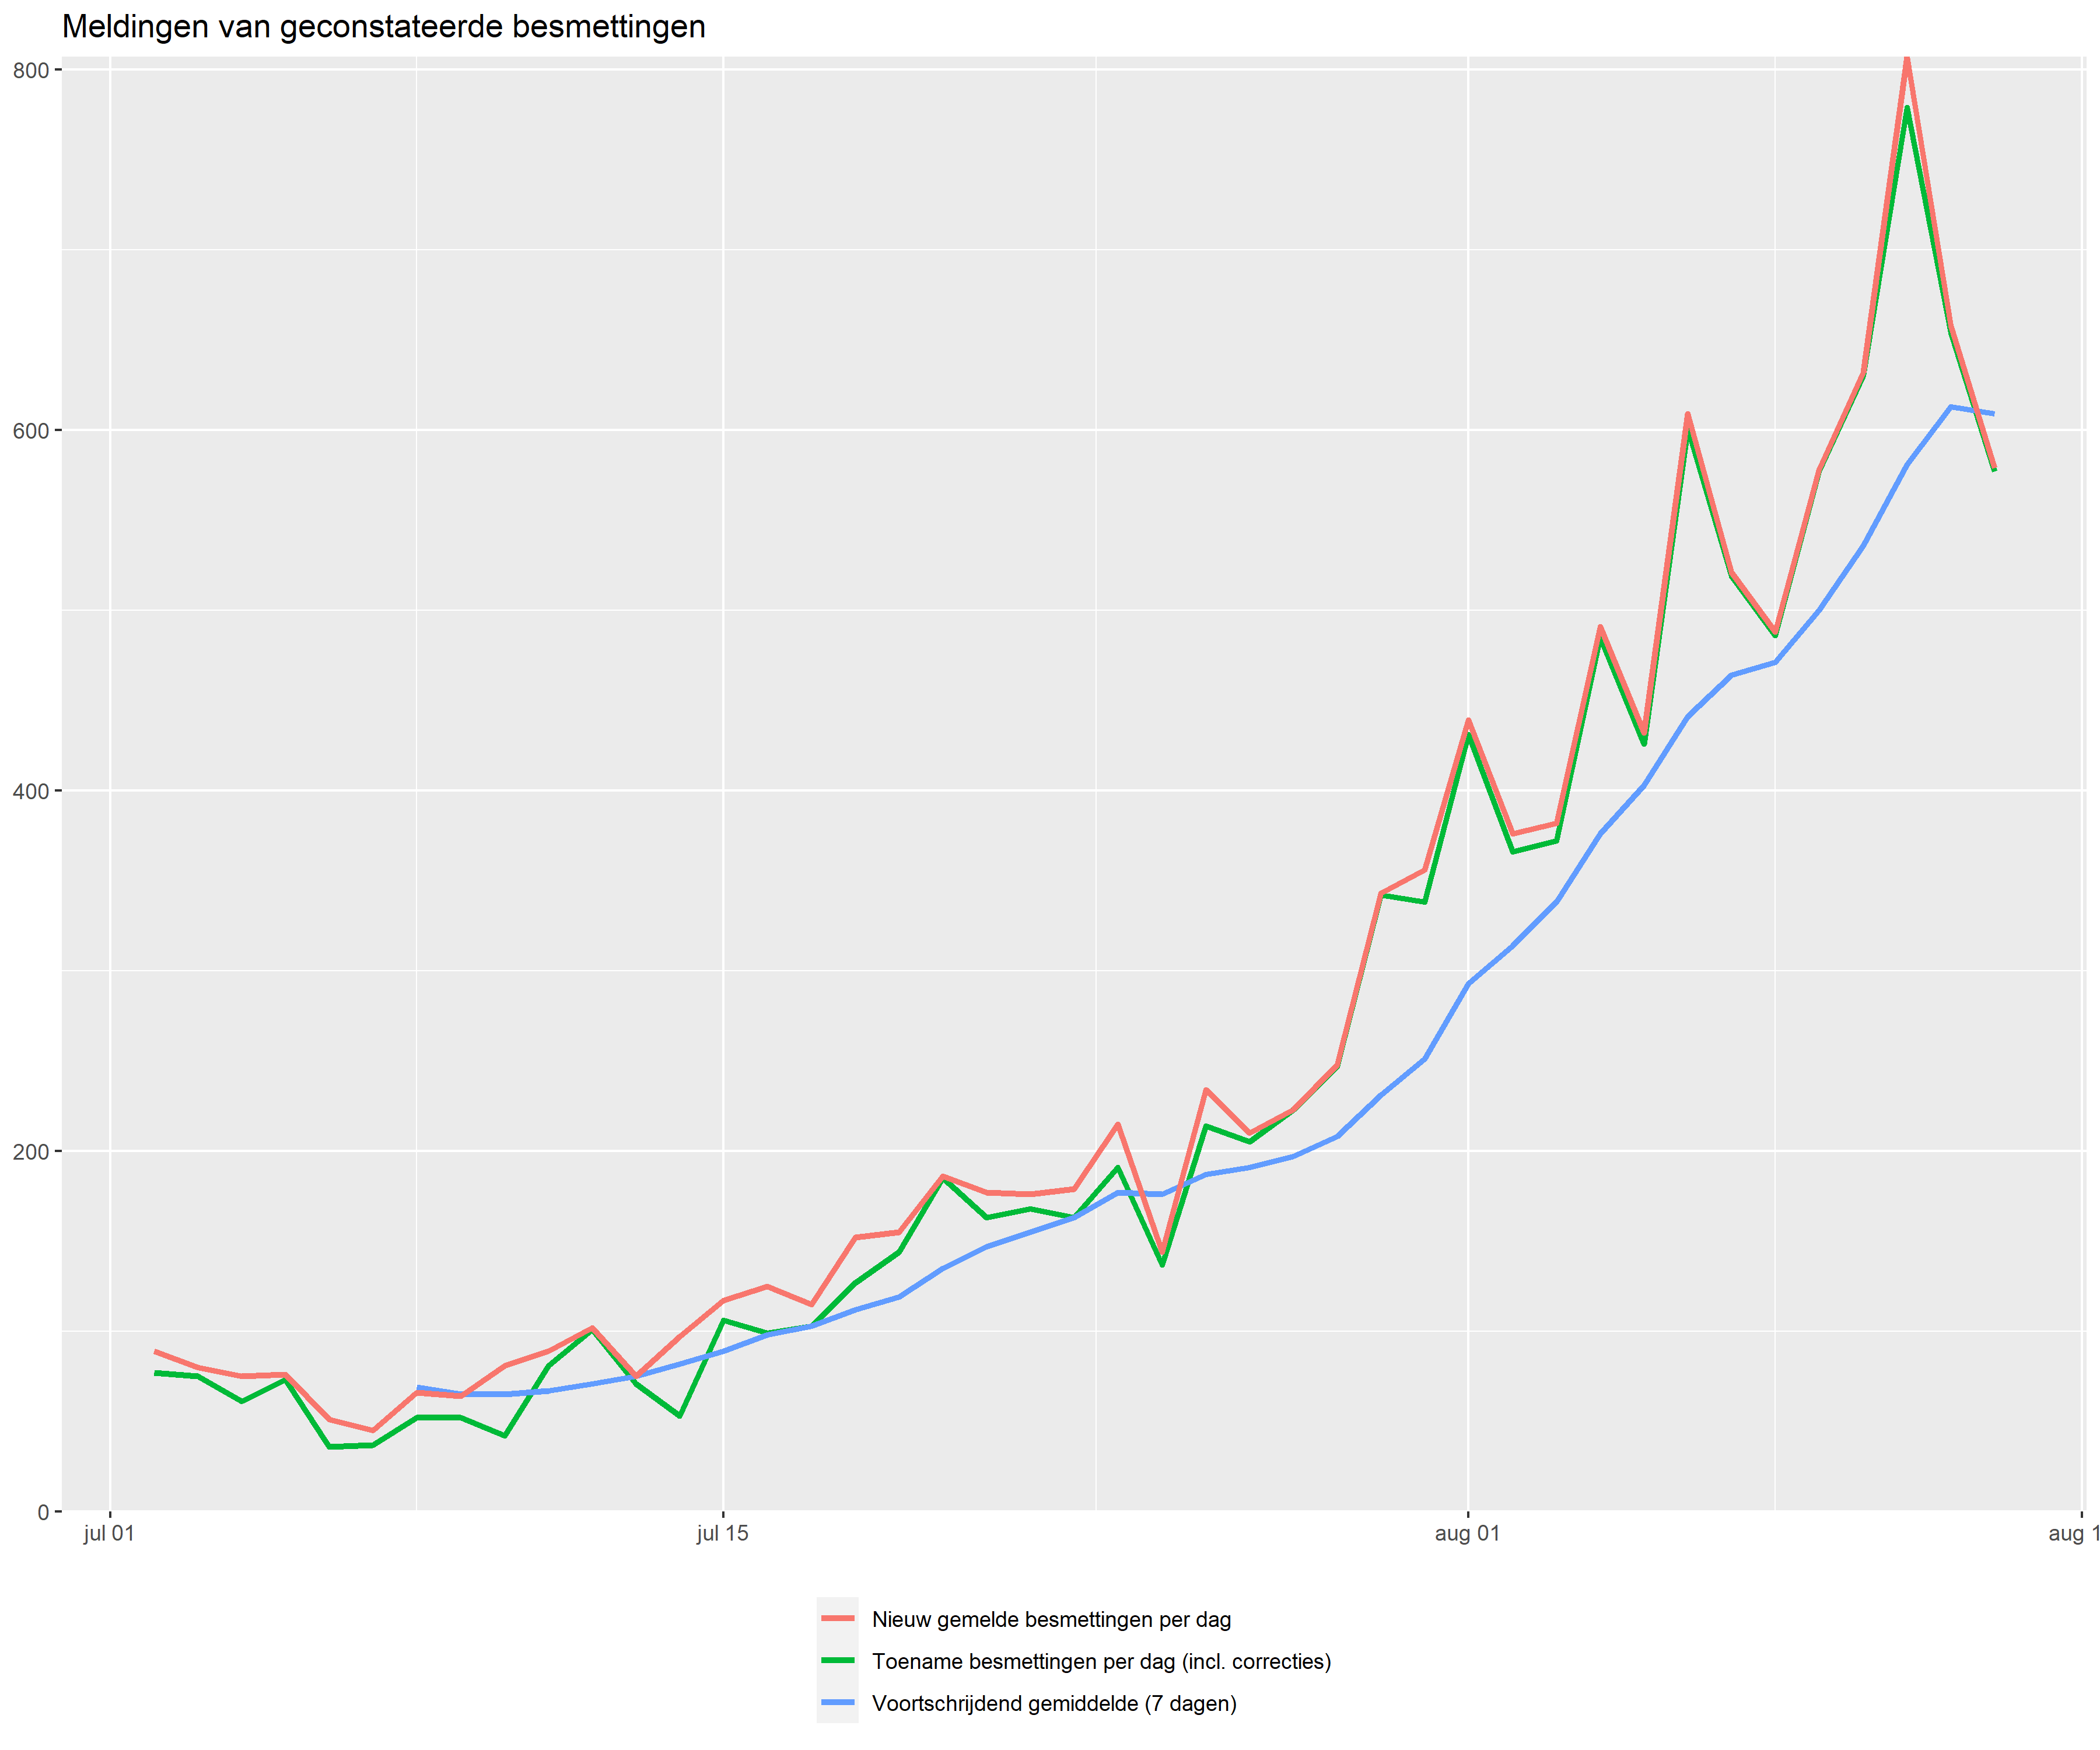 Meldingen van geconstateerde besmettingen
800
600
400
200
0
jul 01
jul 15
aug 01
aug 1
Nieuw gemelde besmettingen per dag
Toename besmettingen per dag (incl. correcties)
Voortschrijdend gemiddelde (7 dagen)